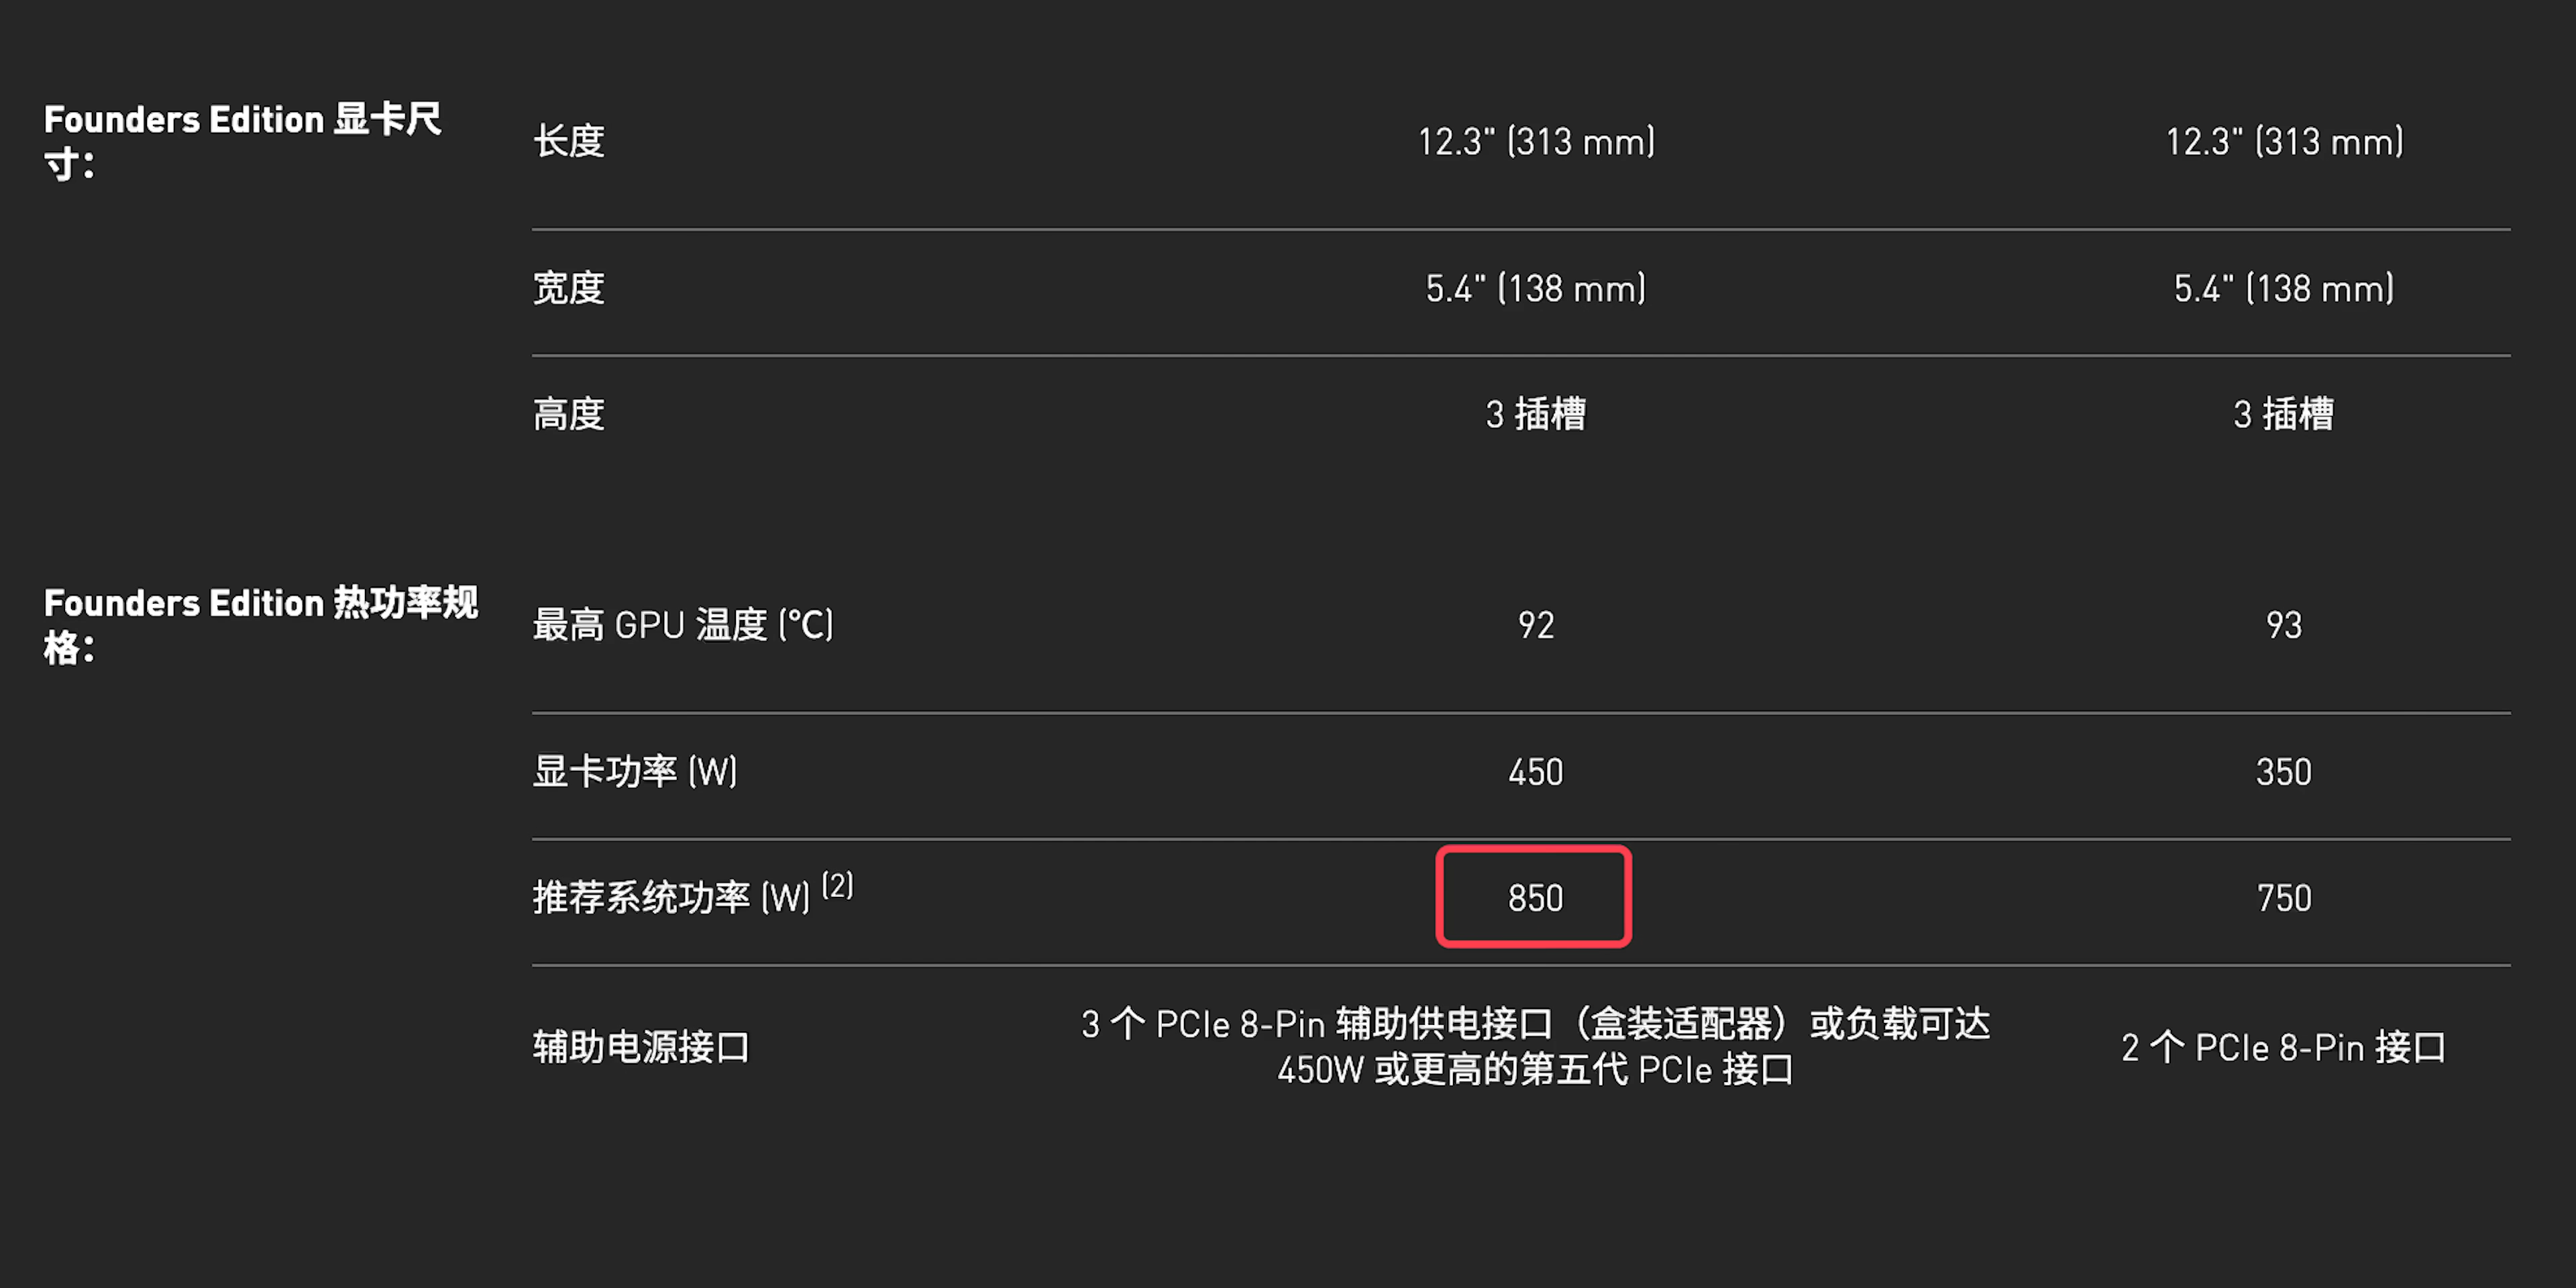 Founders Edition 显卡尺
寸：
长度
12.3" (313 mm)
12.3" (313 mm)
宽度
5.4" (138 mm)
5.4" (138 mm)
高度
3 插槽
3 插槽
Founders Edition 热功率规
格：
最高 GPU 温度 (°C)
92
93
显卡功率 (W)
450
350
推荐系统功率 (W) (2)
850
750
辅助电源接口
3 个 PCIe 8-Pin 辅助供电接口（盒装适配器）或负载可达
450W 或更高的第五代 PCIe 接口
2 个 PCIe 8-Pin 接口